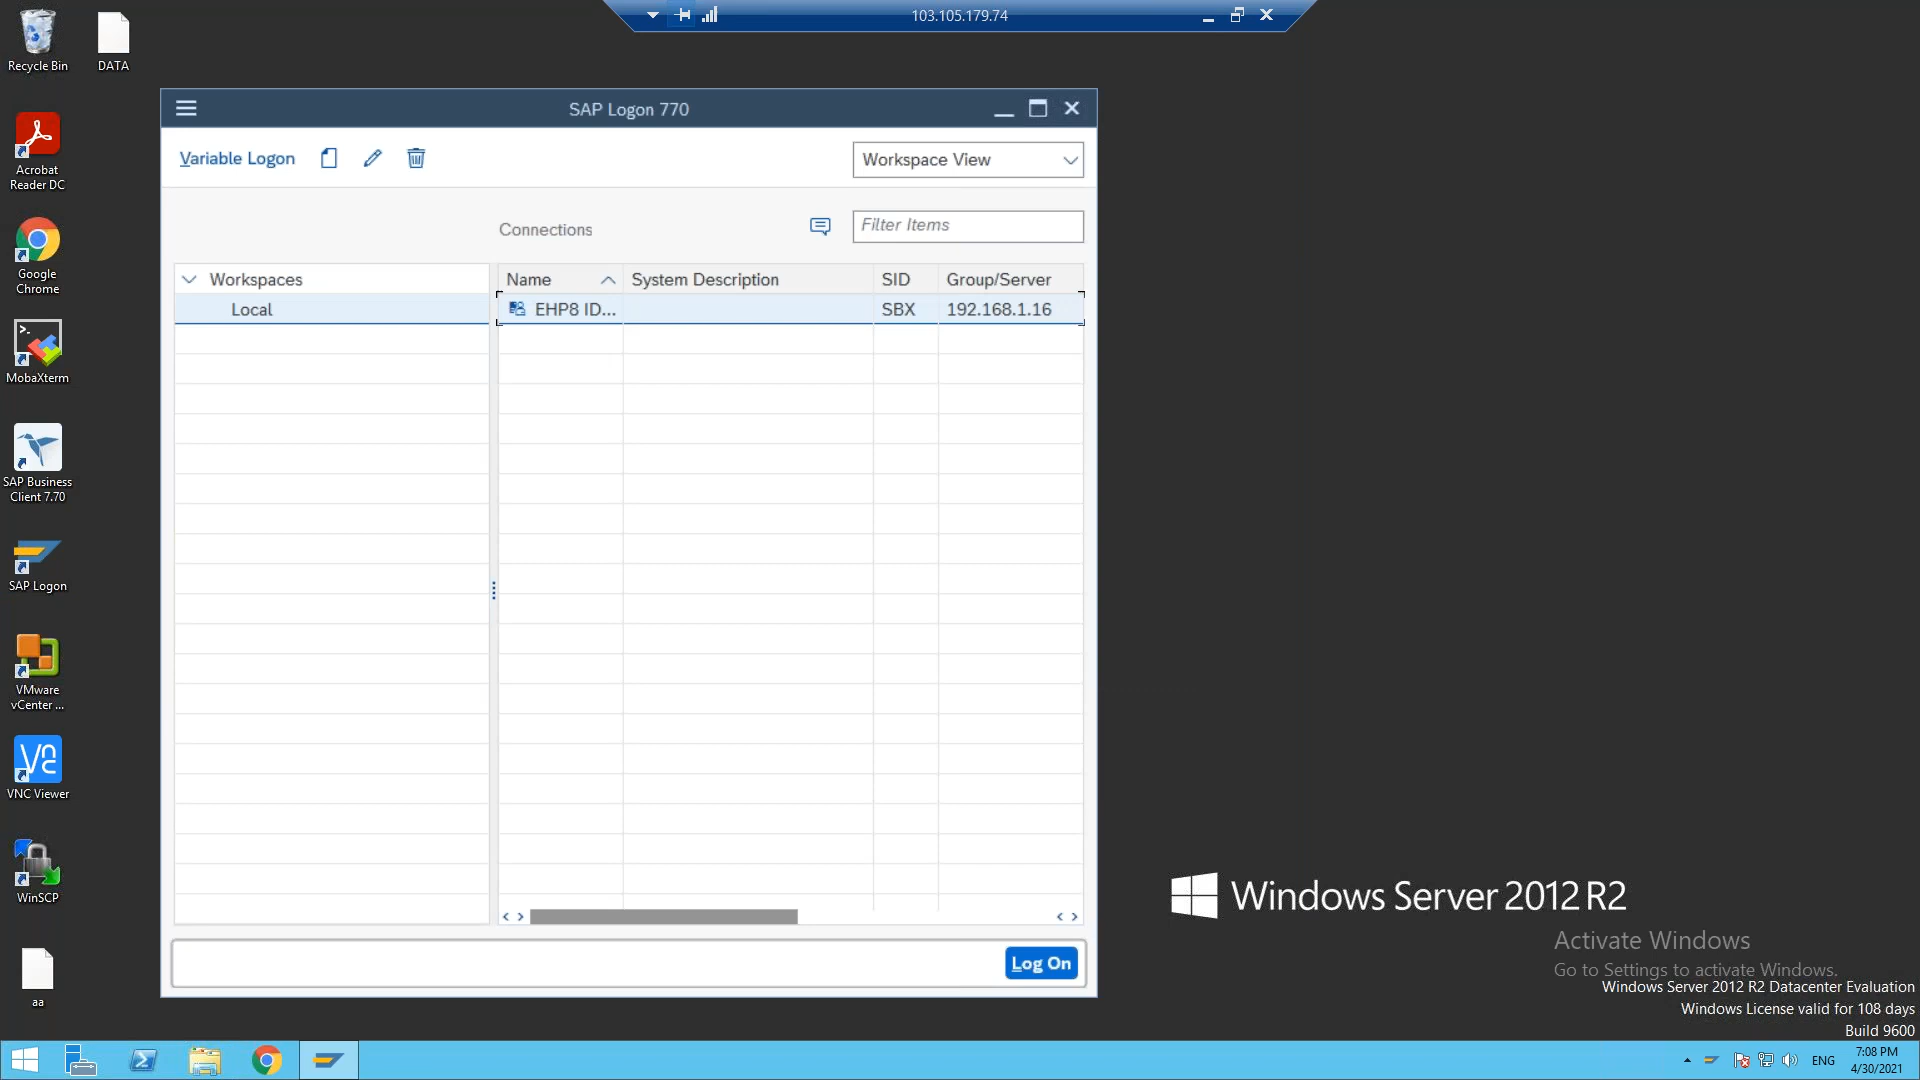 103.105.179.74
Recycle Bin
DATA
Acrobat
Reader DC
Google
Chrome
MobaXterm
SAP Business
Client 7.70
SAP Logon
VMware
vCenter ...
VNC Viewer
WinSCP
aa
SAP Logon 770
Variable Logon
Workspace View
Connections
Filter Items
Workspaces
Local
Name System Description SID Group/Server
EHP8 ID... SBX 192.168.1.16
Log On
Windows Server 2012 R2
Activate Windows
Go to Settings to activate Windows.
Windows Server 2012 R2 Datacenter Evaluation
Windows License valid for 108 days
Build 9600
ENG
7:08 PM
4/30/2021